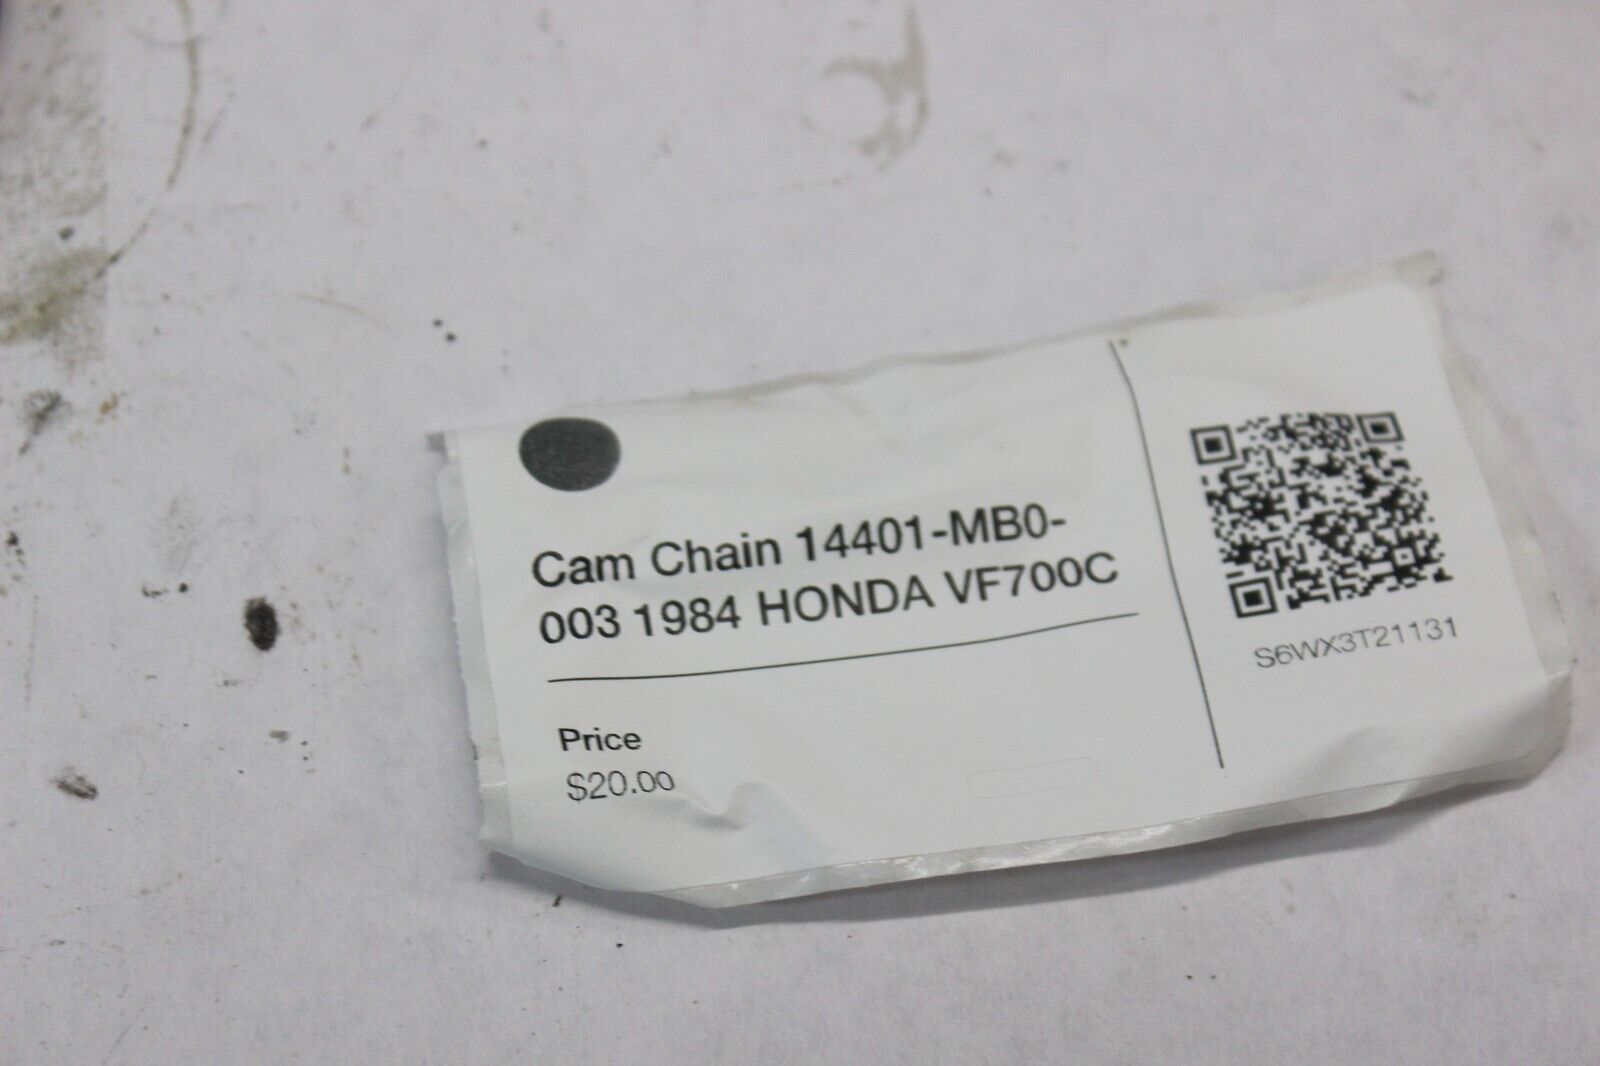 Cam Chain 14401-MB0-
003 1984 HONDA VF700C
Price
$20.00
S6WX3T21131